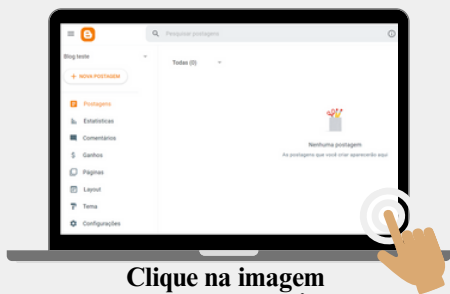 Pesquisar postagens
Blog teste
Todas (0)
+ NOVA POSTAGEM
Postagens
Estatísticas
Comentários
$ Ganhos
Páginas
Layout
Tema
Configurações
Nenhuma postagem
As postagens que você criar aparecerão aqui
Clique na imagem